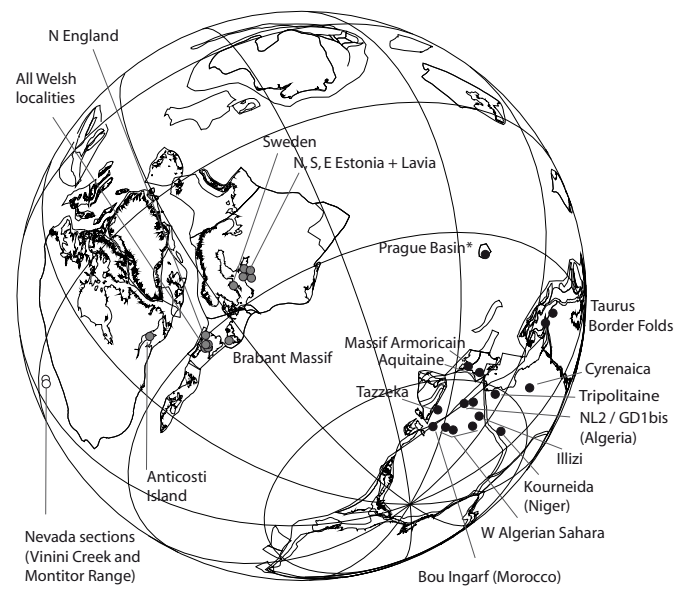 N England
All Welsh
localities
Sweden
N, S, E Estonia + Lavia
Prague Basin*
Taurus
Border Folds
Massif Armoricain
Aquitaine
Brabant Massif
Cyrenaica
Tazzeka
Tripolitaine
NL2 / GD1bis
(Algeria)
Illizi
Anticosti
Island
Kourneida
(Niger)
W Algerian Sahara
Nevada sections
(Vinini Creek and
Montitor Range)
Bou Ingarf (Morocco)